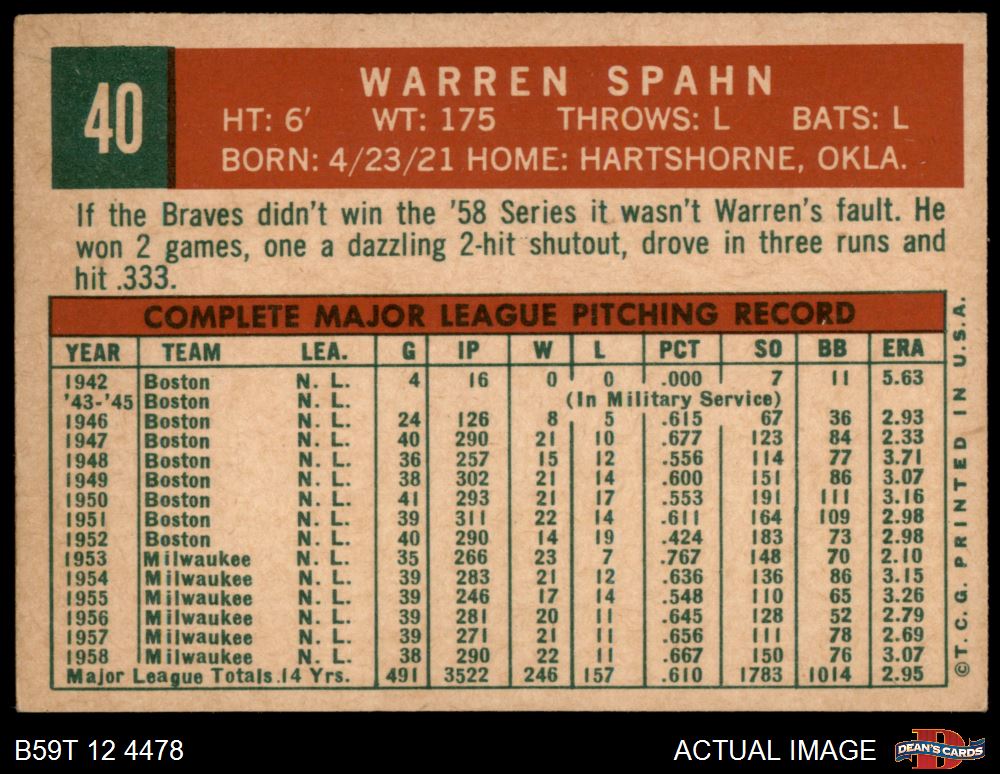 40
WARREN SPAHN
HT: 6' WT: 175 THROWS: L BATS: L
BORN: 4/23/21 HOME: HARTSHORNE, OKLA.
If the Braves didn't win the '58 Series it wasn't Warren's fault. He
won 2 games, one a dazzling 2-hit shutout, drove in three runs and
hit .333.
COMPLETE MAJOR LEAGUE PITCHING RECORD
YEAR TEAM LEA. G IP W L PCT SO BB ERA
1942 Boston N. L. 4 16 0 0 .000 7 11 5.63
'43-'45 Boston N. L. (In Military Service)
1946 Boston N. L. 24 126 8 5 .615 67 36 2.93
1947 Boston N. L. 40 290 21 10 .677 123 84 2.33
1948 Boston N. L. 36 257 15 12 .556 114 77 3.71
1949 Boston N. L. 38 302 21 14 .600 151 86 3.07
1950 Boston N. L. 41 293 21 17 .553 191 111 3.16
1951 Boston N. L. 39 311 22 14 .611 164 109 2.98
1952 Boston N. L. 40 290 14 19 .424 183 73 2.98
1953 Milwaukee N. L. 35 266 23 7 .767 148 70 2.10
1954 Milwaukee N. L. 39 283 21 12 .636 136 86 3.15
1955 Milwaukee N. L. 39 246 17 14 .548 110 65 3.26
1956 Milwaukee N. L. 39 281 20 11 .645 128 52 2.79
1957 Milwaukee N. L. 39 271 21 11 .656 111 78 2.69
1958 Milwaukee N. L. 38 290 22 11 .667 150 76 3.07
Major League Totals 14 Yrs. 491 3522 246 157 .610 1783 1014 2.95
©T.C.G. PRINTED IN U.S.A.
B59T 12 4478
ACTUAL IMAGE
D
DEAN'S CARDS